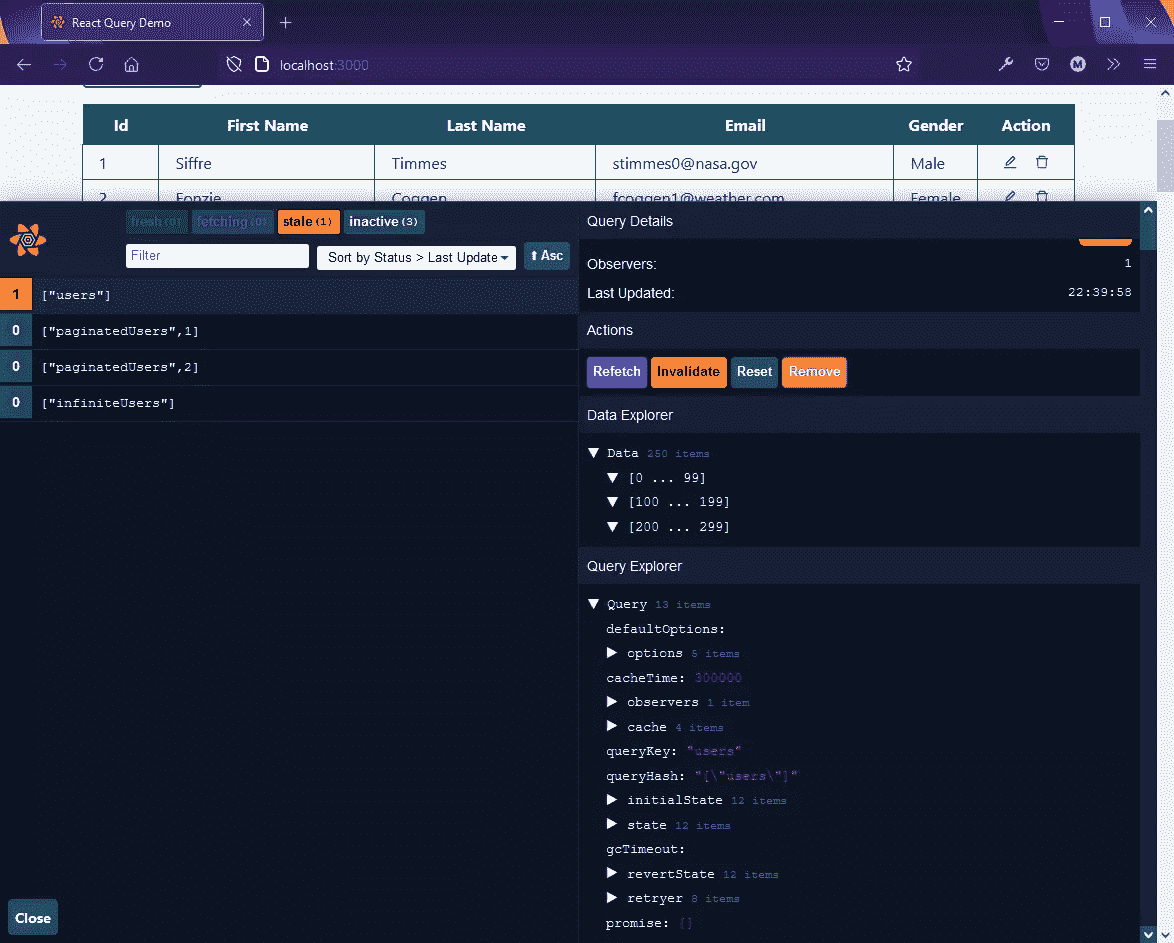 React Query Demo
localhost:3000
Id First Name Last Name Email Gender Action
1 Siffre Timmes stimmes0@nasa.gov Male
2 Fonzie Coggen fcoggen1@weather.com Female
fresh (0) fetching (0) stale (1) inactive (3)
Filter Sort by Status > Last Update ⬆ Asc
1 ["users"]
0 ["paginatedUsers",1]
0 ["paginatedUsers",2]
0 ["infiniteUsers"]
Close
Query Details
Observers: 1
Last Updated: 22:39:58
Actions
Refetch Invalidate Reset Remove
Data Explorer
▼ Data 250 items
▼ [0 ... 99]
▼ [100 ... 199]
▼ [200 ... 299]
Query Explorer
▼ Query 13 items
defaultOptions:
▶ options 5 items
cacheTime: 300000
▶ observers 1 item
▶ cache 4 items
queryKey: "users"
queryHash: "[\"users\"]"
▶ initialState 12 items
▶ state 12 items
gcTimeout:
▶ revertState 12 items
▶ retryer 8 items
promise: {}